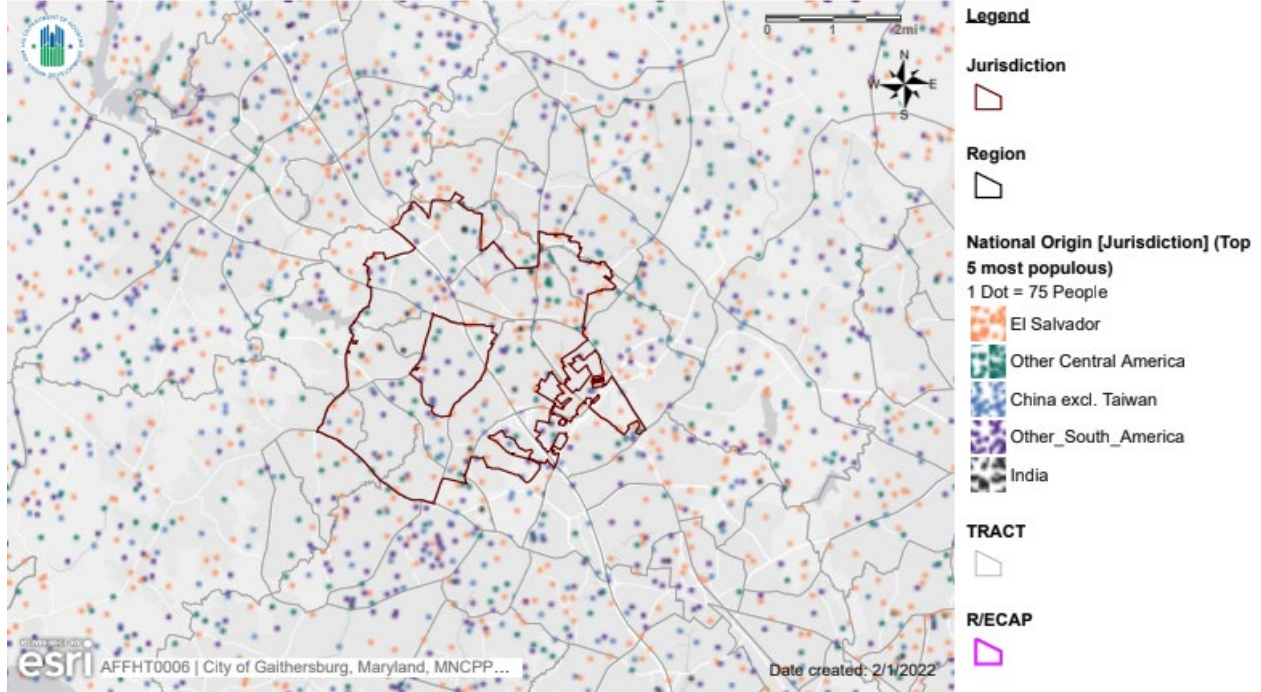 0 1 2mi
N
W E
S
Legend
Jurisdiction
Region
National Origin [Jurisdiction] (Top
5 most populous)
1 Dot = 75 People
El Salvador
Other Central America
China excl. Taiwan
Other_South_America
India
TRACT
R/ECAP
POWERED BY
esri
AFFHT0006 | City of Gaithersburg, Maryland, MNCPP...
Date created: 2/1/2022